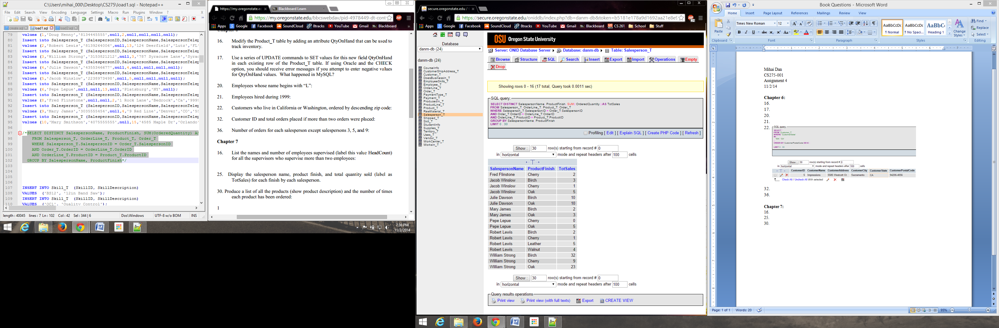 C:\Users\mihai_000\Desktop\CS275\load1.sql - Notepad++
File Edit Search View Encoding Language Settings Macro Run Plugins Window ? X
create.sql load1.sql load2.sql
79 values (1,'Doug Henny','8134445555',null,2,null,null,null,null);
80 Insert into Salesperson_T (SalespersonID,SalespersonName,SalespersonTelep
81 values (2,'Robert Lewis','8139264006',null,13,'124 Deerfield','Lutz','FL'
82 Insert into Salesperson_T (SalespersonID,SalespersonName,SalespersonTelep
83 values (3,'William Strong','3153821212',null,3,'787 Syracuse Lane','Syrac
84 Insert into Salesperson_T (SalespersonID,SalespersonName,SalespersonTelep
85 values (4,'Julie Dawson','4355346677',null,4,null,null,null,null);
86 Insert into Salesperson_T (SalespersonID,SalespersonName,SalespersonTelep
87 values (5,'Jacob Winslow','2238973498',null,5,null,null,null,null);
88 Insert into Salesperson_T (SalespersonID,SalespersonName,SalespersonTelep
89 values (6,'Pepe Lepue',null,null,13,null,'Platsburg','NY',null);
90 Insert into Salesperson_T (SalespersonID,SalespersonName,SalespersonTelep
91 values (8,'Fred Flinstone',null,null,2,'1 Rock Lane','Bedrock','Ca','9999
92 Insert into Salesperson_T (SalespersonID,SalespersonName,SalespersonTelep
93 values (9,'Mary James','3035555454',null,4,'9 Red Line','Denver','CO','55
94 Insert into Salesperson_T (SalespersonID,SalespersonName,SalespersonTelep
95 values (10,'Mary Smithson','4075555555',null,15,'4585 Maple Dr','Orlando'
96
97 /*SELECT DISTINCT SalespersonName, ProductFinish, SUM(OrderedQuantity) AS
98 FROM Salesperson_T, OrderLine_T, Product_T, Order_T
99 WHERE Salesperson_T.SalespersonID = Order_T.SalespersonID
100 AND Order_T.OrderID = OrderLine_T.OrderID
101 AND OrderLine_T.ProductID = Product_T.ProductID
102 GROUP BY SalespersonName, ProductFinish*/
103
104
105
106
107 INSERT INTO Skill_T (SkillID, SkillDescription)
108 VALUES ('BS12', '12in Band Saw');
109 INSERT INTO Skill_T (SkillID, SkillDescription)
110 VALUES ('QC1', 'Quality Control');
length : 40045 lines : 7 Ln : 102 Col : 42 Sel : 344 | 6 Dos\Windows UTF-8 w/o BOM INS
7:36 PM
11/2/2014
https://my.oregonstate.ec Blackboard Learn
https://my.oregonstate.edu/bbcswebdav/pid-4978449-dt-cont
Apps Google Facebook SoundCloud 8tracks YouTube Gmail Blackboard
16. Modify the Product_T table by adding an attribute QtyOnHand that can be used to
track inventory.
17. Use a series of UPDATE commands to SET values for this new field QtyOnHand
in each existing row of the Product_T table. If using Oracle and the CHECK
option, you should receive error messages if you attempt to enter negative values
for QtyOnHand values. What happened in MySQL?
20. Employees whose name begins with “L”:
21. Employees hired during 1999:
22. Customers who live in California or Washington, ordered by descending zip code:
32. Customer ID and total orders placed if more than two orders were placed:
36. Number of orders for each salesperson except salespersons 3, 5, and 9:
Chapter 7
16. List the names and number of employees supervised (label this value HeadCount)
for all the supervisors who supervise more than two employees:
25. Display the salesperson name, product finish, and total quantity sold (label as
TotSales) for each finish by each salesperson.
30. Produce a list of all the products (show product description) and the number of times
each product has been ordered:
1
secure.oregonstate.edu /
https://secure.oregonstate.edu/oniddb/index.php?db=danm-db&token=b5181e178a9d1692aa21e8e9
Apps Google Facebook SoundCloud 8tracks YouTube Gmail Blackboard CS 261 School Stuff
Database
danm-db (24)
danm-db (24)
CourseInfo
CustomerShipAddress_T
Customer_T
DoesBusinessIn_T
EmployeeSkills_T
Employee_T
OrderLine_T
Order_T
PaymentType_T
Payment_T
ProducedIn_T
ProductLine_T
Product_T
RawMaterial_T
Salesperson_T
Shipped_T
Skill_T
StudentInfo
Supplies_T
Territory_T
Uses_T
Vendor_T
WorkCenter_T
WorksIn_T
OSU Oregon State University
Server: ONID Database Server Database: danm-db Table: Salesperson_T
Browse Structure SQL Search Insert Export Import Operations Empty
Drop
Showing rows 0 - 16 (17 total, Query took 0.0011 sec)
SQL query:
SELECT DISTINCT SalespersonName, ProductFinish, SUM( OrderedQuantity ) AS TotSales
FROM Salesperson_T, OrderLine_T, Product_T, Order_T
WHERE Salesperson_T.SalespersonID = Order_T.SalespersonID
AND Order_T.OrderID = OrderLine_T.OrderID
AND OrderLine_T.ProductID = Product_T.ProductID
GROUP BY SalespersonName, ProductFinish
LIMIT 0 , 30
Profiling [ Edit ] [ Explain SQL ] [ Create PHP Code ] [ Refresh ]
Show : 30 row(s) starting from record # 0
in horizontal mode and repeat headers after 100 cells
SalespersonName ProductFinish TotSales
Fred Flinstone Cherry 2
Jacob Winslow Birch 3
Jacob Winslow Cherry 1
Jacob Winslow Oak 5
Julie Dawson Birch 10
Julie Dawson Oak 10
Mary James Birch 2
Mary James Oak 3
Pepe Lepue Cherry 0
Pepe Lepue Oak 5
Robert Lewis Birch 2
Robert Lewis Cherry 1
Robert Lewis Leather 5
Robert Lewis Walnut 4
William Strong Birch 32
William Strong Cherry 9
William Strong Oak 23
Show : 30 row(s) starting from record # 0
in horizontal mode and repeat headers after 100 cells
Query results operations
Print view Print view (with full texts) Export CREATE VIEW
Book Questions - Microsoft Word
Home Insert Page Layout References Mailings Review View
Paste Times New Roman 12 AaBbCcDc AaBbCcDc AaBbC Change Styles Find Replace Select
¶ Normal ¶ No Spaci... Heading 1
Clipboard Font Paragraph Styles Editing
Mihai Dan
CS275-001
Assignment 4
11/2/14
Chapter 6:
16.
17.
20.
21.
22.
SQL query:
SELECT *
FROM `Customer_T`
WHERE `CustomerState`
IN (
'WA', 'CA'
)
ORDER BY CustomerPostalCode DESC
LIMIT 0 , 30
Show : 30 row(s) starting from record # 0
in horizontal mode and repeat headers after 100 cells
CustomerID CustomerName CustomerAddress CustomerCity CustomerState CustomerPostalCode
5 Impressions 5585 Westcott Ct. Sacramento CA 94206-4056
Check All / Uncheck All With selected:
32.
36.
Chapter 7:
16.
25.
30.
Page: 1 of 1 Words: 20 95%